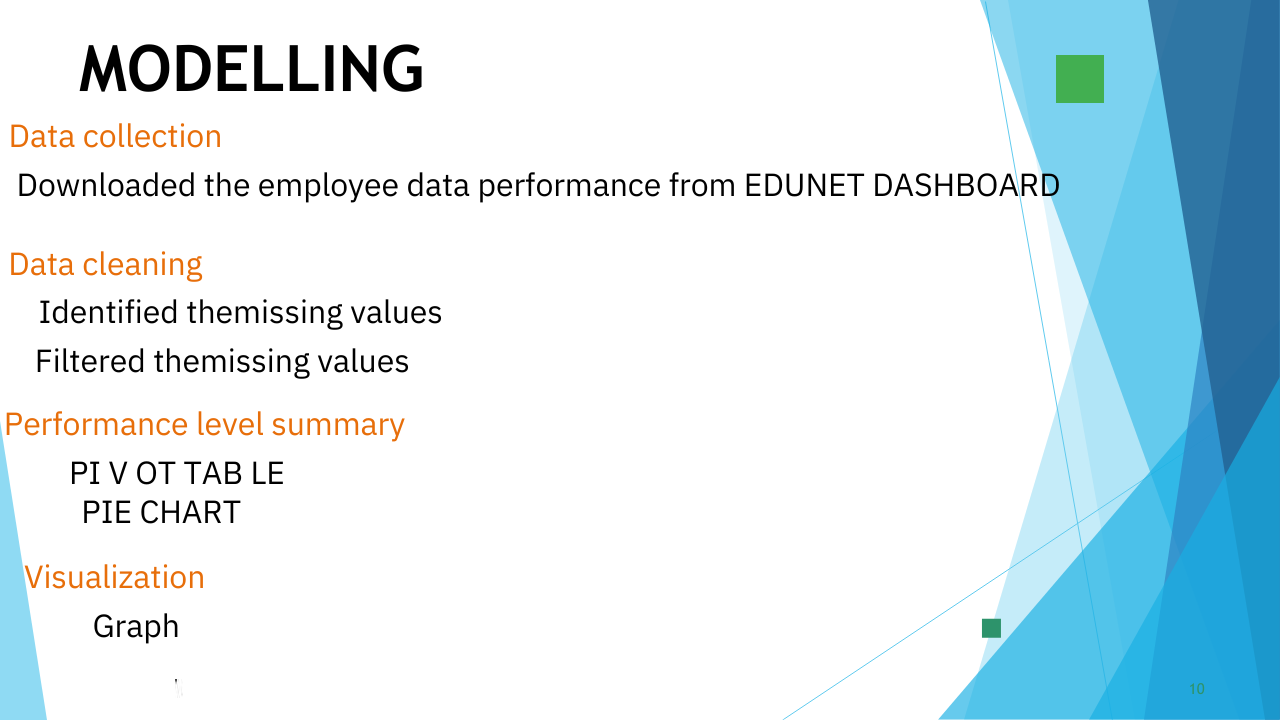 MODELLING
Data collection
Downloaded the employee data performance from EDUNET DASHBOARD
Data cleaning
Identified themissing values
Filtered themissing values
Performance level summary
PI V OT TAB LE
PIE CHART
Visualization
Graph
10